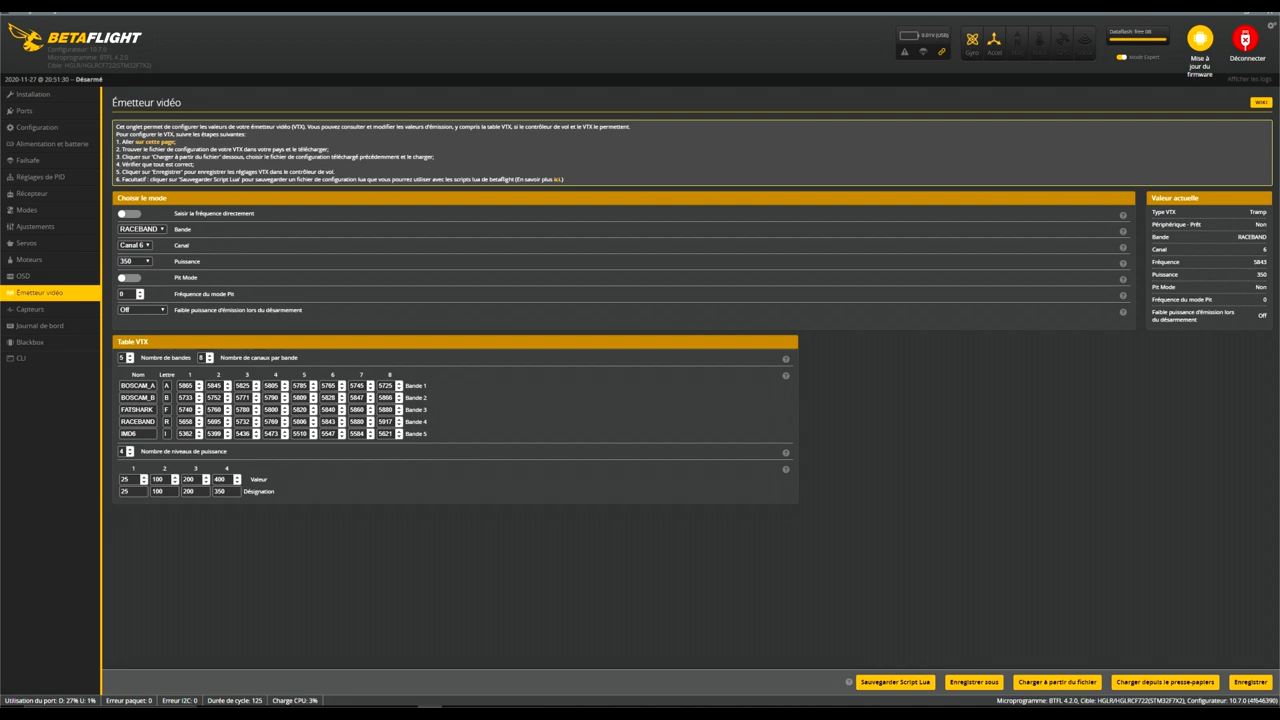 BETAFLIGHT
Configurateur: 10.7.0
Microprogramme: BTFL 4.2.0
Cible: HGLR/HGLRCF722(STM32F7X2)
0.01V (USB)
Gyro
Accel
Dataflash: free 0B
Mode Expert
Mise à
jour du
firmware
Déconnecter
2020-11-27 @ 20:51:30 -- Désarmé
Afficher les logs
Installation
Ports
Configuration
Alimentation et batterie
Failsafe
Réglages de PID
Récepteur
Modes
Ajustements
Servos
Moteurs
OSD
Émetteur vidéo
Capteurs
Journal de bord
Blackbox
CLI
Émetteur vidéo
WIKI
Cet onglet permet de configurer les valeurs de votre émetteur vidéo (VTX). Vous pouvez consulter et modifier les valeurs d'émission, y compris la table VTX, si le contrôleur de vol et le VTX le permettent.
Pour configurer le VTX, suivre les étapes suivantes:
1. Aller sur cette page;
2. Trouver le fichier de configuration de votre VTX dans votre pays et le télécharger;
3. Cliquer sur 'Charger à partir du fichier' dessous, choisir le fichier de configuration téléchargé précédemment et le charger;
4. Vérifier que tout est correct;
5. Cliquer sur 'Enregistrer' pour enregistrer les réglages VTX dans le contrôleur de vol.
6. Facultatif : cliquer sur 'Sauvegarder Script Lua' pour sauvegarder un fichier de configuration lua que vous pourrez utiliser avec les scripts lua de betaflight (En savoir plus ici.)
Choisir le mode
Saisir la fréquence directement
RACEBAND Bande
Canal 6 Canal
350 Puissance
Pit Mode
0 Fréquence du mode Pit
Off Faible puissance d'émission lors du désarmement
Valeur actuelle
Type VTX Tramp
Périphérique - Prêt Non
Bande RACEBAND
Canal 6
Fréquence 5843
Puissance 350
Pit Mode Non
Fréquence du mode Pit 0
Faible puissance d'émission lors
du désarmement Off
Table VTX
5 Nombre de bandes 8 Nombre de canaux par bande
Nom Lettre 1 2 3 4 5 6 7 8
BOSCAM_A A 5865 5845 5825 5805 5785 5765 5745 5725 Bande 1
BOSCAM_B B 5733 5752 5771 5790 5809 5828 5847 5866 Bande 2
FATSHARK F 5740 5760 5780 5800 5820 5840 5860 5880 Bande 3
RACEBAND R 5658 5695 5732 5769 5806 5843 5880 5917 Bande 4
IMD6 I 5362 5399 5436 5473 5510 5547 5584 5621 Bande 5
4 Nombre de niveaux de puissance
1 2 3 4
25 100 200 400 Valeur
25 100 200 350 Désignation
Sauvegarder Script Lua
Enregistrer sous
Charger à partir du fichier
Charger depuis le presse-papiers
Enregistrer
Utilisation du port: D: 27% U: 1% Erreur paquet: 0 Erreur I2C: 0 Durée de cycle: 125 Charge CPU: 3%
Microprogramme: BTFL 4.2.0, Cible: HGLR/HGLRCF722(STM32F7X2), Configurateur: 10.7.0 (4f646390)